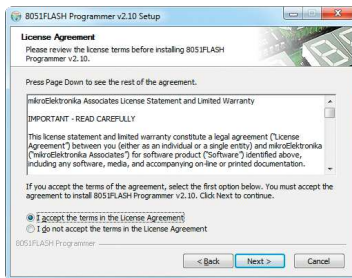 8051FLASH Programmer v2.10 Setup
License Agreement
Please review the license terms before installing 8051FLASH
Programmer v2.10.
Press Page Down to see the rest of the agreement.
mikroElektronika Associates License Statement and Limited Warranty
IMPORTANT - READ CAREFULLY
This license statement and limited warranty constitute a legal agreement ("License
Agreement") between you (either as an individual or a single entity) and mikroElektronika
("mikroElektronika Associates") for software product ("Software") identified above,
including any software, media, and accompanying on-line or printed documentation.
If you accept the terms of the agreement, select the first option below. You must accept the
agreement to install 8051FLASH Programmer v2.10. Click Next to continue.
I accept the terms in the License Agreement
I do not accept the terms in the License Agreement
8051FLASH Programmer
< Back Next > Cancel